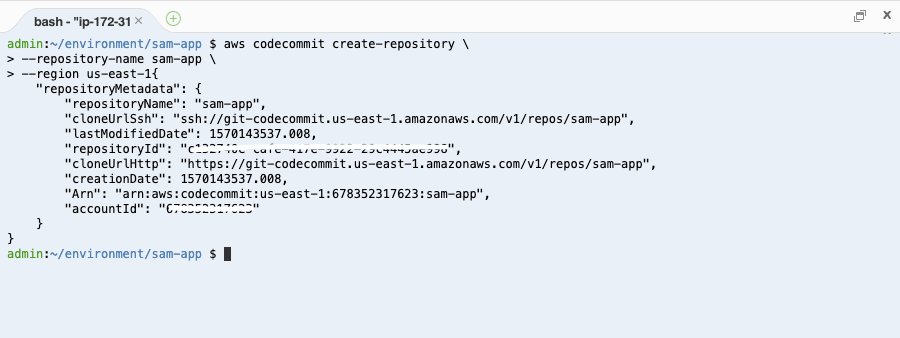 bash - "ip-172-31
admin:~/environment/sam-app $ aws codecommit create-repository \
> --repository-name sam-app \
> --region us-east-1{
    "repositoryMetadata": {
        "repositoryName": "sam-app",
        "cloneUrlSsh": "ssh://git-codecommit.us-east-1.amazonaws.com/v1/repos/sam-app",
        "lastModifiedDate": 1570143537.008,
        "repositoryId":
        "cloneUrlHttp": "https://git-codecommit.us-east-1.amazonaws.com/v1/repos/sam-app",
        "creationDate": 1570143537.008,
        "Arn": "arn:aws:codecommit:us-east-1:678352317623:sam-app",
        "accountId":
    }
}
admin:~/environment/sam-app $